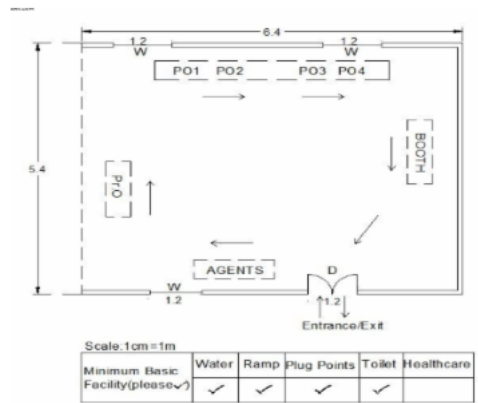 6.4
1.2 1.2
W W
PO1 PO2 PO3 PO4
BOOTH
5.4
PrO
AGENTS D
W
1.2 1.2
Entrance/Exit
Scale:1cm=1m
Minimum Basic Facility(please✓) Water Ramp Plug Points Toilet Healthcare
✓ ✓ ✓ ✓